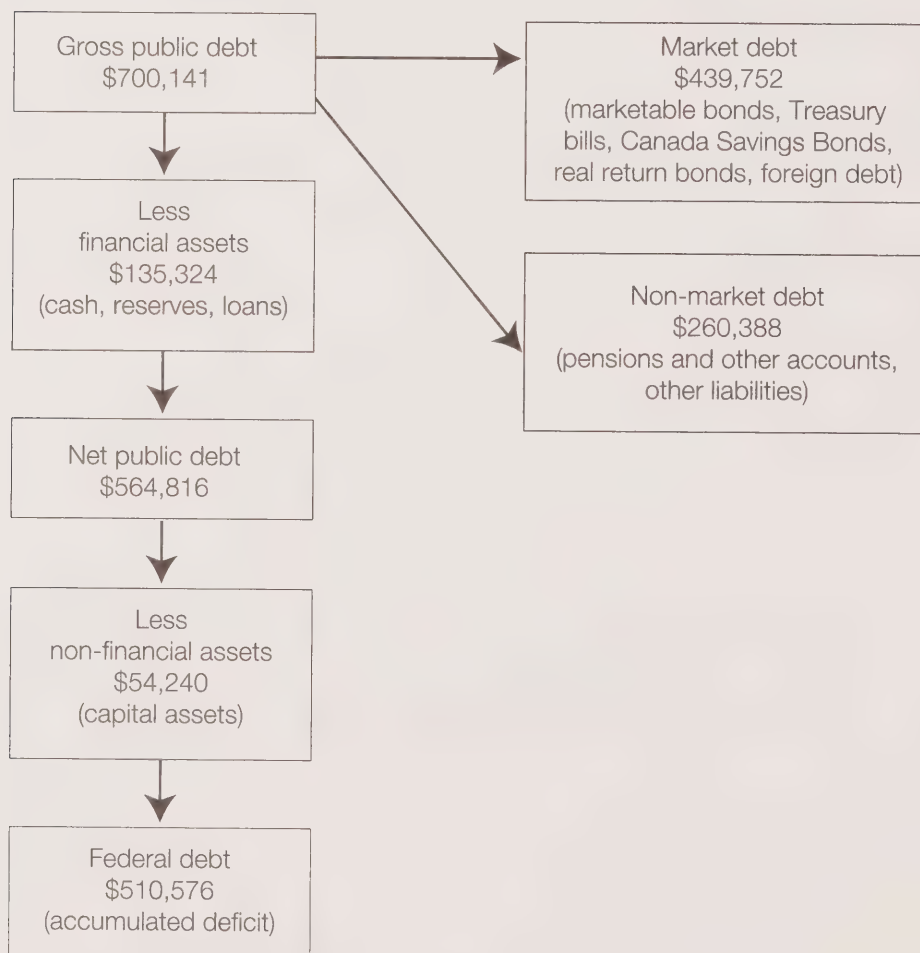 Gross public debt
$700,141
Market debt
$439,752
(marketable bonds, Treasury
bills, Canada Savings Bonds,
real return bonds, foreign debt)
Less
financial assets
$135,324
(cash, reserves, loans)
Non-market debt
$260,388
(pensions and other accounts,
other liabilities)
Net public debt
$564,816
Less
non-financial assets
$54,240
(capital assets)
Federal debt
$510,576
(accumulated deficit)